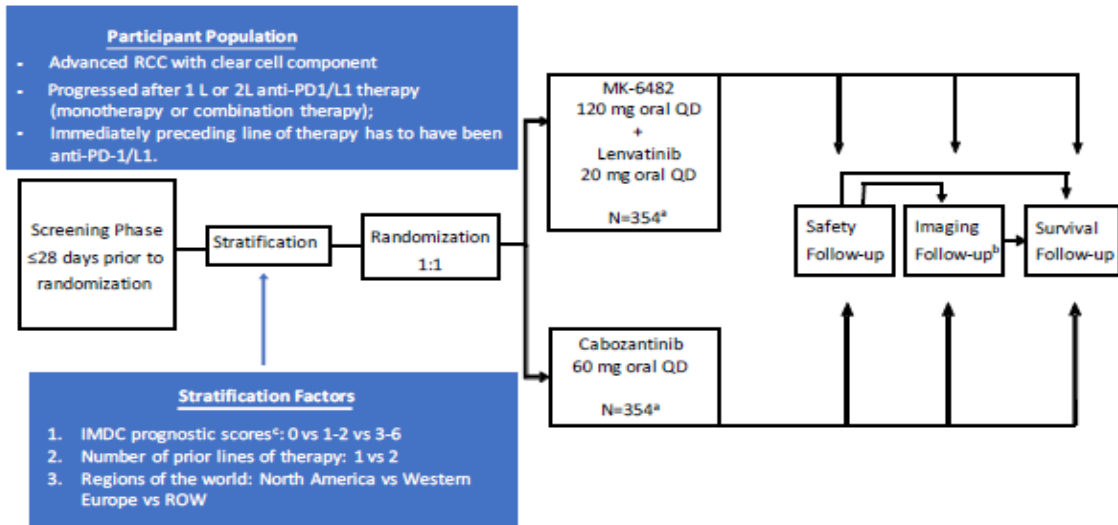 Participant Population
- Advanced RCC with clear cell component
- Progressed after 1 L or 2L anti-PD1/L1 therapy
(monotherapy or combination therapy);
- Immediately preceding line of therapy has to have been
anti-PD-1/L1.
Screening Phase
≤28 days prior to
randomization
Stratification
Randomization
1:1
Stratification Factors
1. IMDC prognostic scoresᶜ: 0 vs 1-2 vs 3-6
2. Number of prior lines of therapy: 1 vs 2
3. Regions of the world: North America vs Western
Europe vs ROW
MK-6482
120 mg oral QD
+
Lenvatinib
20 mg oral QD
N=354ª
Cabozantinib
60 mg oral QD
N=354ª
Safety
Follow-up
Imaging
Follow-upᵇ
Survival
Follow-up